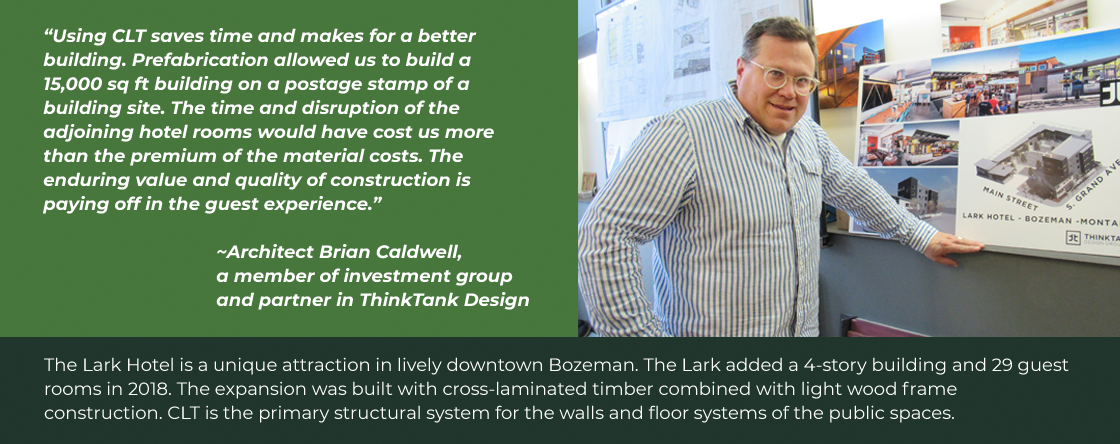 “Using CLT saves time and makes for a better
building. Prefabrication allowed us to build a
15,000 sq ft building on a postage stamp of a
building site. The time and disruption of the
adjoining hotel rooms would have cost us more
than the premium of the material costs. The
enduring value and quality of construction is
paying off in the guest experience.”
~Architect Brian Caldwell,
a member of investment group
and partner in ThinkTank Design
MAIN STREET
S. GRAND AVE
LARK HOTEL - BOZEMAN - MONTA
THINKTA
The Lark Hotel is a unique attraction in lively downtown Bozeman. The Lark added a 4-story building and 29 guest
rooms in 2018. The expansion was built with cross-laminated timber combined with light wood frame
construction. CLT is the primary structural system for the walls and floor systems of the public spaces.